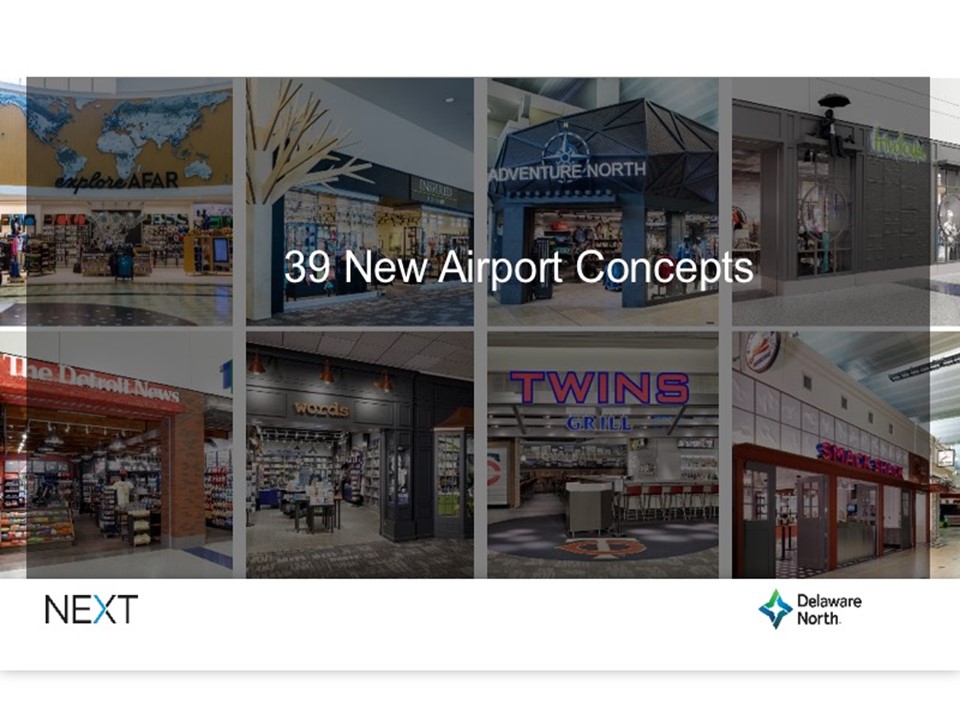 explore AFAR
INSPIRED
ADVENTURE NORTH
39 New Airport Concepts
The Detroit News
words
TWINS
GRILL
SMACK SHACK
NEXT
Delaware
North